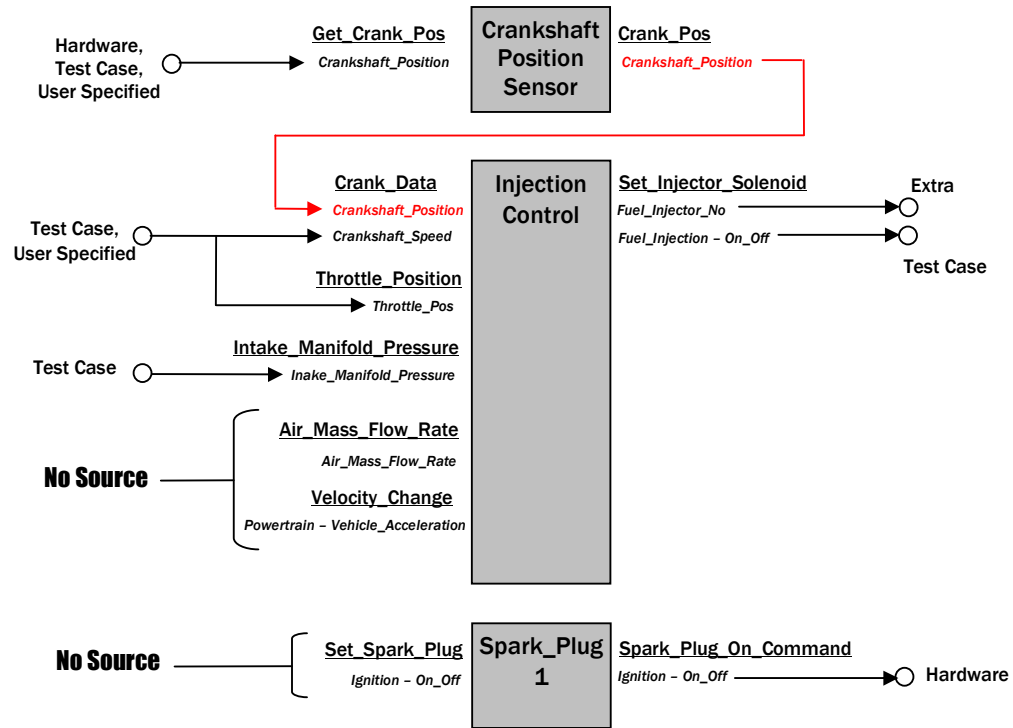 Hardware,
Test Case,
User Specified
Get_Crank_Pos
Crankshaft_Position
Crankshaft
Position
Sensor
Crank_Pos
Crankshaft_Position
Test Case,
User Specified
Crank_Data
Crankshaft_Position
Crankshaft_Speed
Throttle_Position
Throttle_Pos
Injection
Control
Set_Injector_Solenoid
Fuel_Injector_No
Fuel_Injection – On_Off
Extra
Test Case
Test Case
Intake_Manifold_Pressure
Inake_Manifold_Pressure
No Source
Air_Mass_Flow_Rate
Air_Mass_Flow_Rate
Velocity_Change
Powertrain – Vehicle_Acceleration
No Source
Set_Spark_Plug
Ignition – On_Off
Spark_Plug
1
Spark_Plug_On_Command
Ignition – On_Off
Hardware